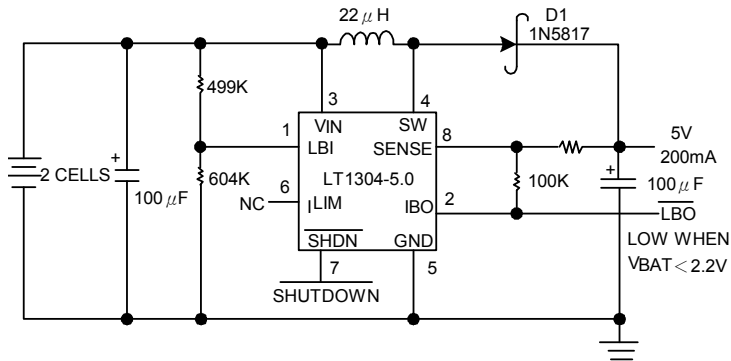 22μH
D1
1N5817
499K
3
4
VIN
SW
1
LBI
SENSE
8
5V
200mA
2 CELLS
+
100μF
604K
LT1304-5.0
100K
+
100μF
6
NC
ILIM
IBO
2
LBO
SHDN
GND
LOW WHEN
VBAT<2.2V
7
5
SHUTDOWN